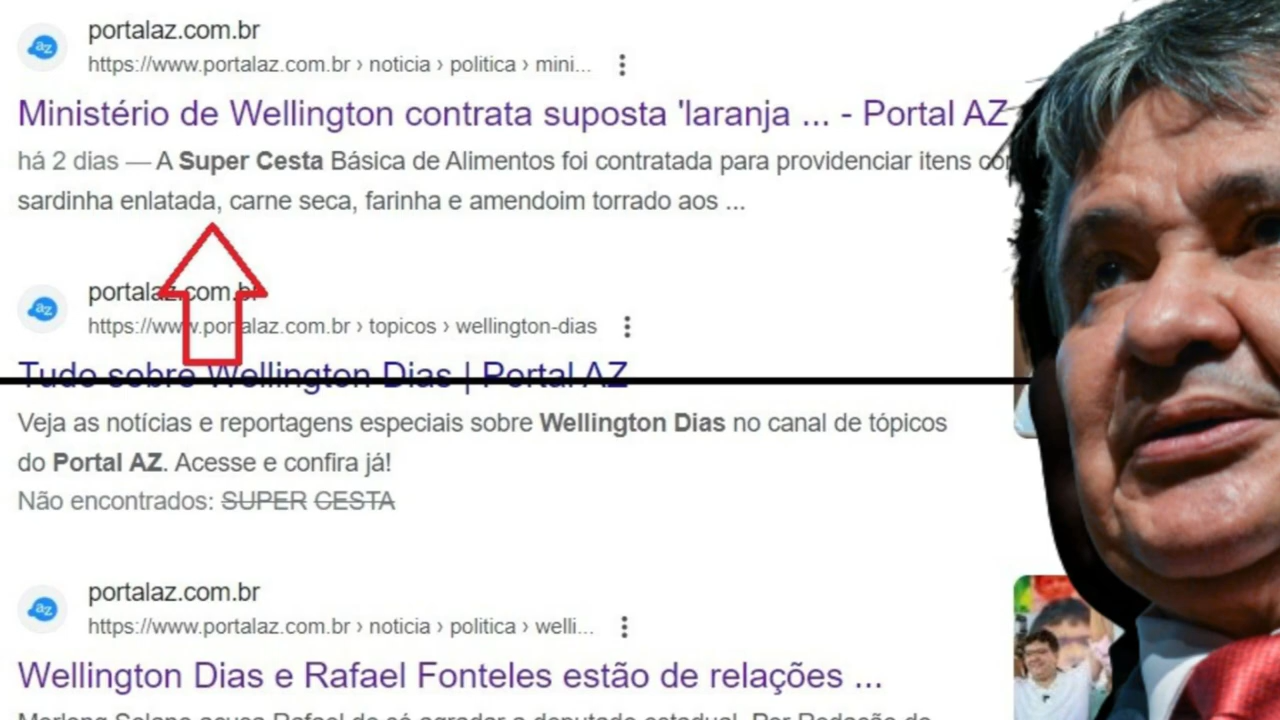 portalaz.com.br
https://www.portalaz.com.br › noticia › politica › mini...
Ministério de Wellington contrata suposta 'laranja ... - Portal AZ
há 2 dias — A Super Cesta Básica de Alimentos foi contratada para providenciar itens co
sardinha enlatada, carne seca, farinha e amendoim torrado aos ...
portalaz.com.br
https://www.portalaz.com.br › topicos › wellington-dias
Tudo sobre Wellington Dias | Portal AZ
Veja as notícias e reportagens especiais sobre Wellington Dias no canal de tópicos
do Portal AZ. Acesse e confira já!
Não encontrados: SUPER CESTA
portalaz.com.br
https://www.portalaz.com.br › noticia › politica › welli...
Wellington Dias e Rafael Fonteles estão de relações ...